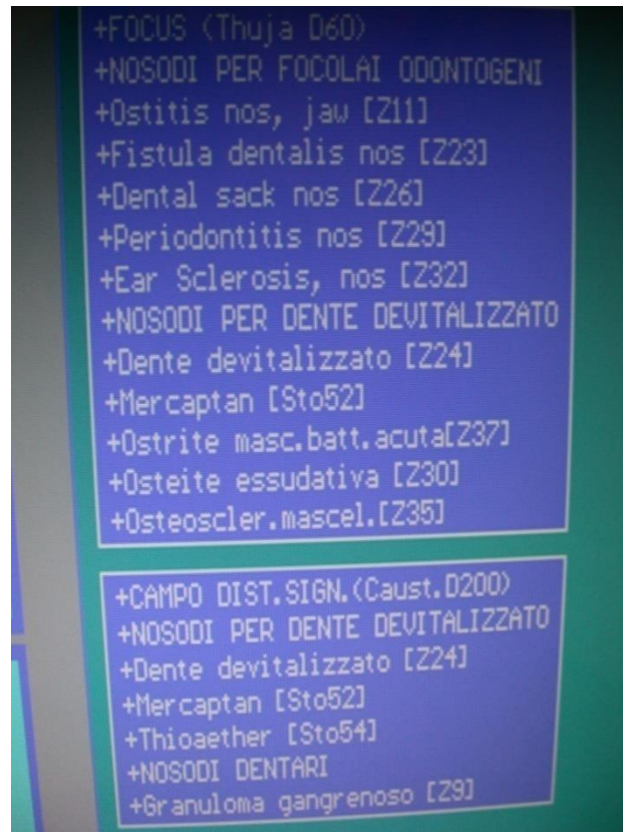 +FOCUS (Thuja D60)
+NOSODI PER FOCOLAI ODONTOGENI
+Ostitis nos, jaw [Z11]
+Fistula dentalis nos [Z23]
+Dental sack nos [Z26]
+Periodontitis nos [Z29]
+Ear Sclerosis, nos [Z32]
+NOSODI PER DENTE DEVITALIZZATO
+Dente devitalizzato [Z24]
+Mercaptan [Sto52]
+Ostrite masc.batt.acuta[Z37]
+Osteite essudativa [Z30]
+Osteoscler.mascel.[Z35]
+CAMPO DIST.SIGN.(Caust.D200)
+NOSODI PER DENTE DEVITALIZZATO
+Dente devitalizzato [Z24]
+Mercaptan [Sto52]
+Thioaether [Sto54]
+NOSODI DENTARI
+Granuloma gangrenoso [Z9]